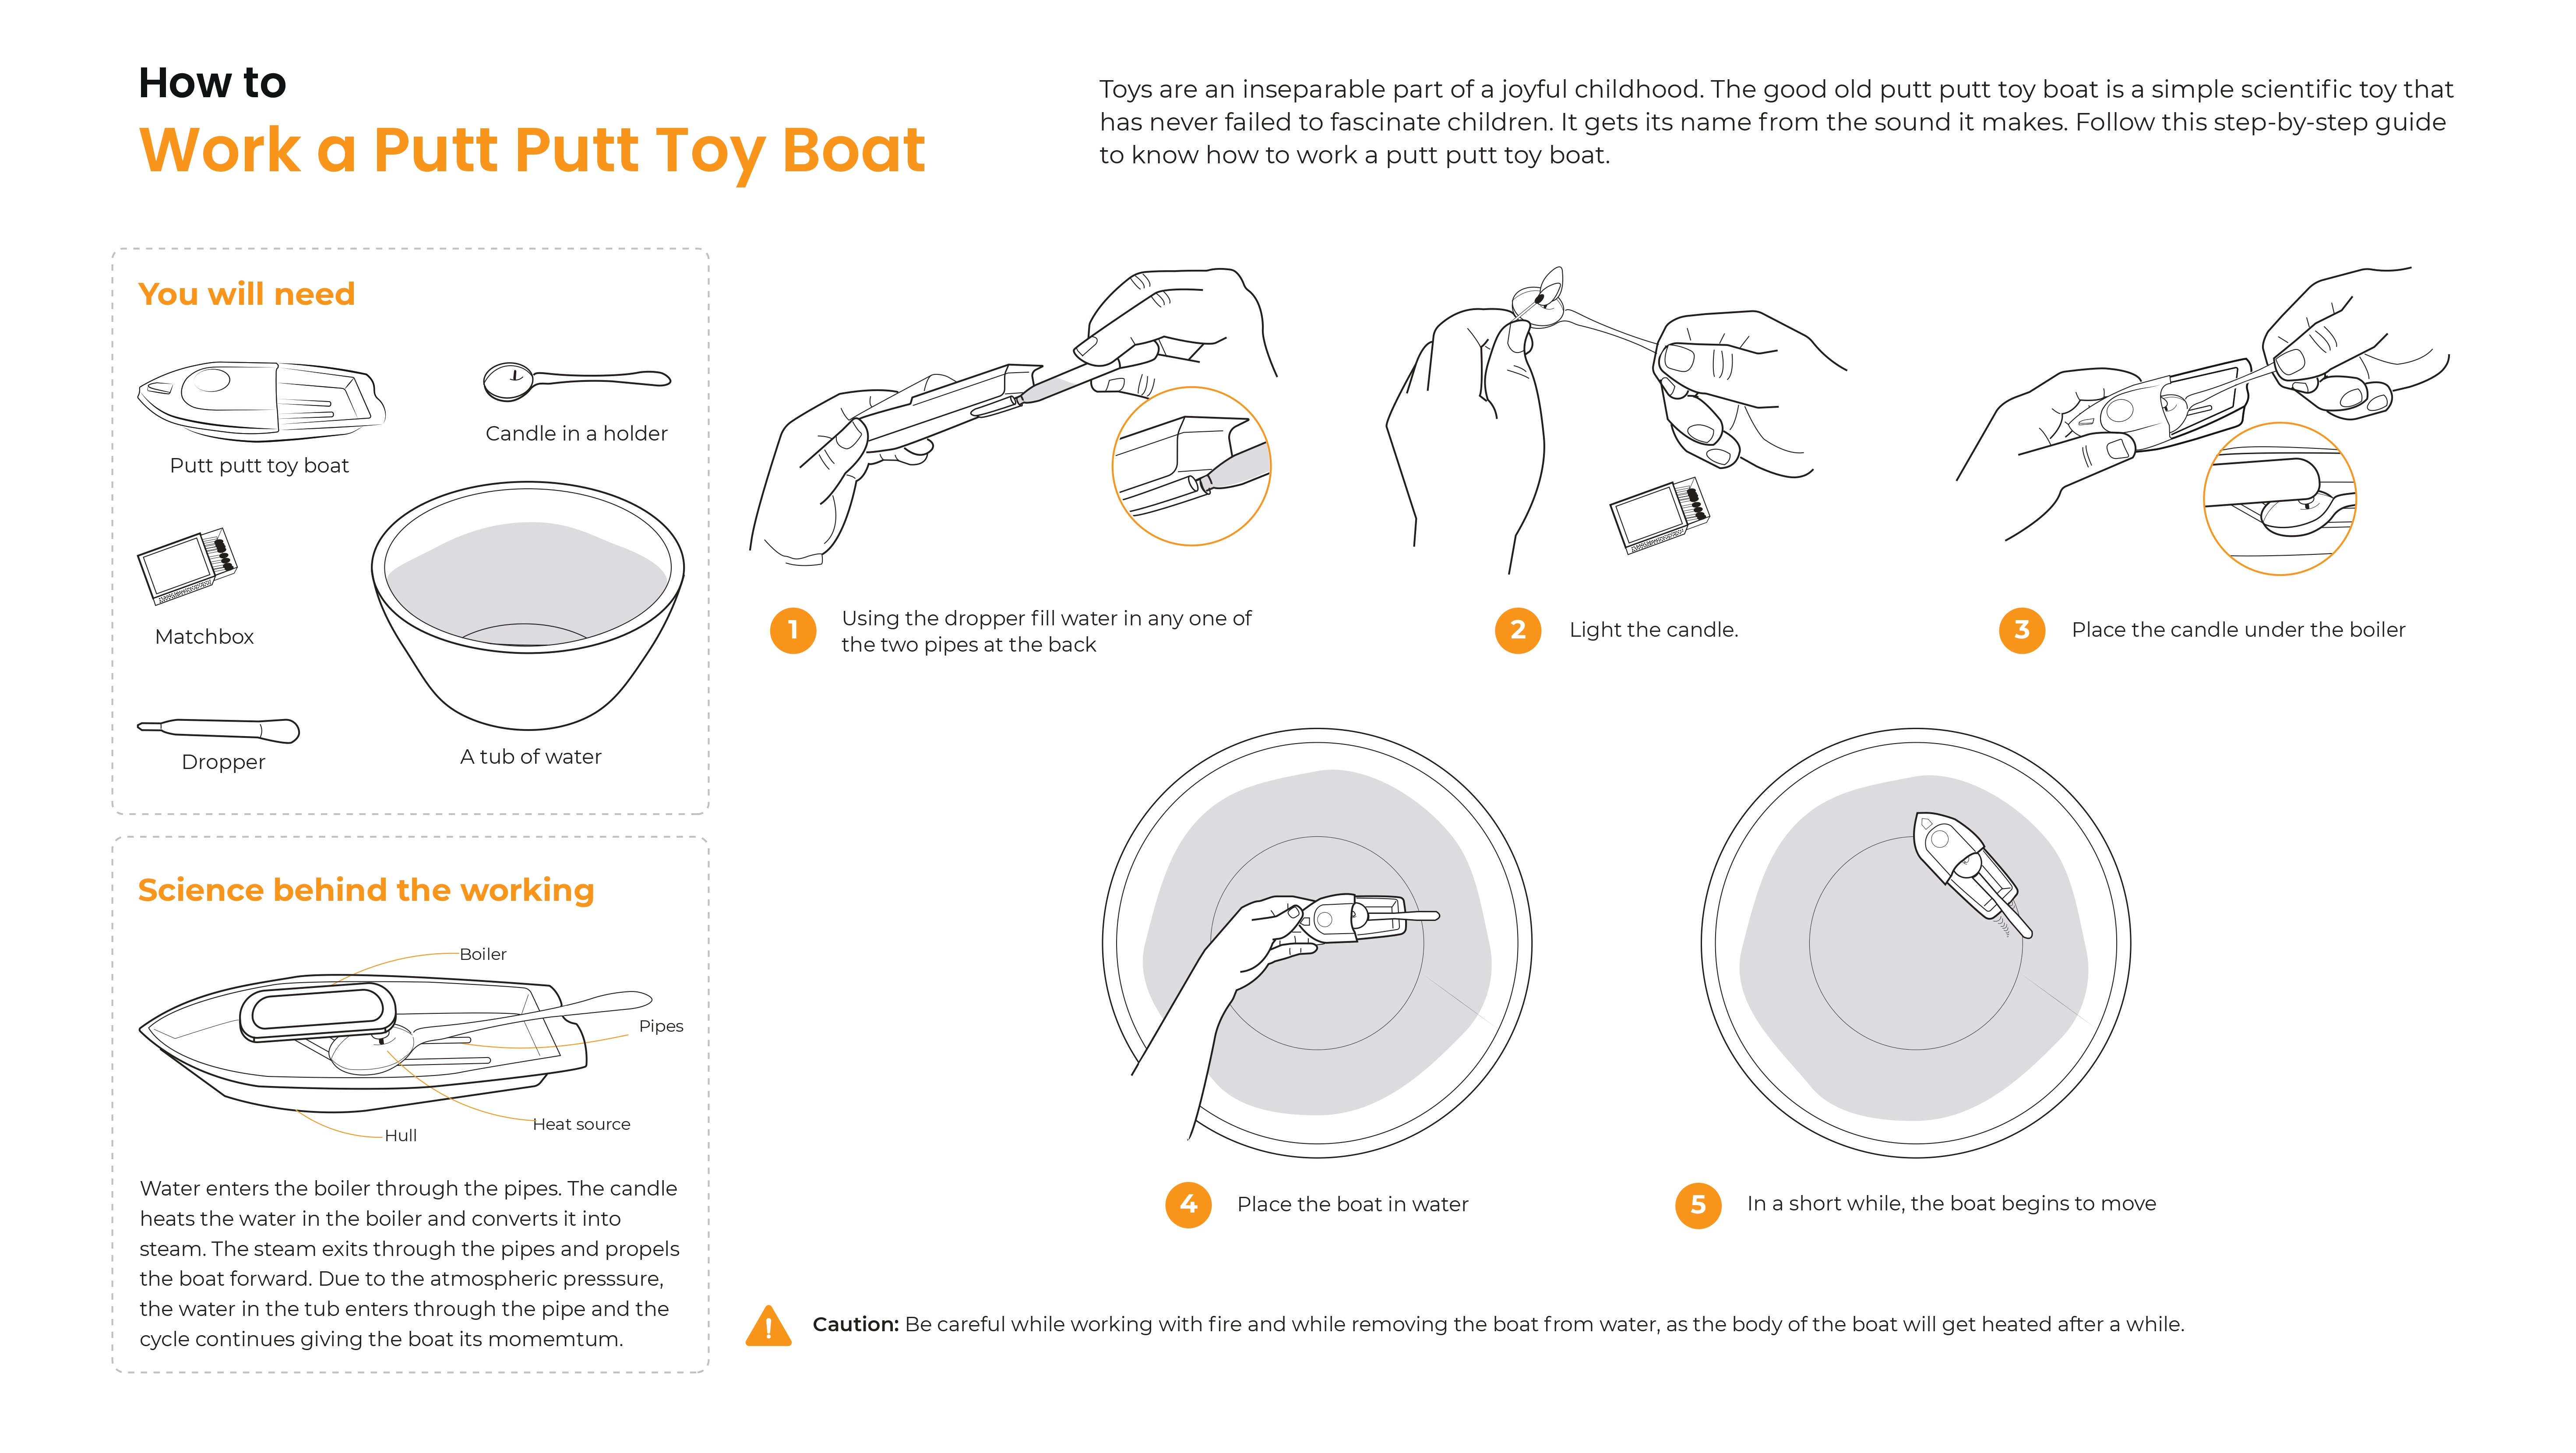 How to
Work a Putt Putt Toy Boat
Toys are an inseparable part of a joyful childhood. The good old putt putt toy boat is a simple scientific toy that
has never failed to fascinate children. It gets its name from the sound it makes. Follow this step-by-step guide
to know how to work a putt putt toy boat.
You will need
Putt putt toy boat
Candle in a holder
Matchbox
Dropper
A tub of water
Science behind the working
Boiler
Pipes
Heat source
Hull
Water enters the boiler through the pipes. The candle
heats the water in the boiler and converts it into
steam. The steam exits through the pipes and propels
the boat forward. Due to the atmospheric presssure,
the water in the tub enters through the pipe and the
cycle continues giving the boat its momemtum.
1
Using the dropper fill water in any one of
the two pipes at the back
2
Light the candle.
3
Place the candle under the boiler
4
Place the boat in water
5
In a short while, the boat begins to move
! Caution: Be careful while working with fire and while removing the boat from water, as the body of the boat will get heated after a while.